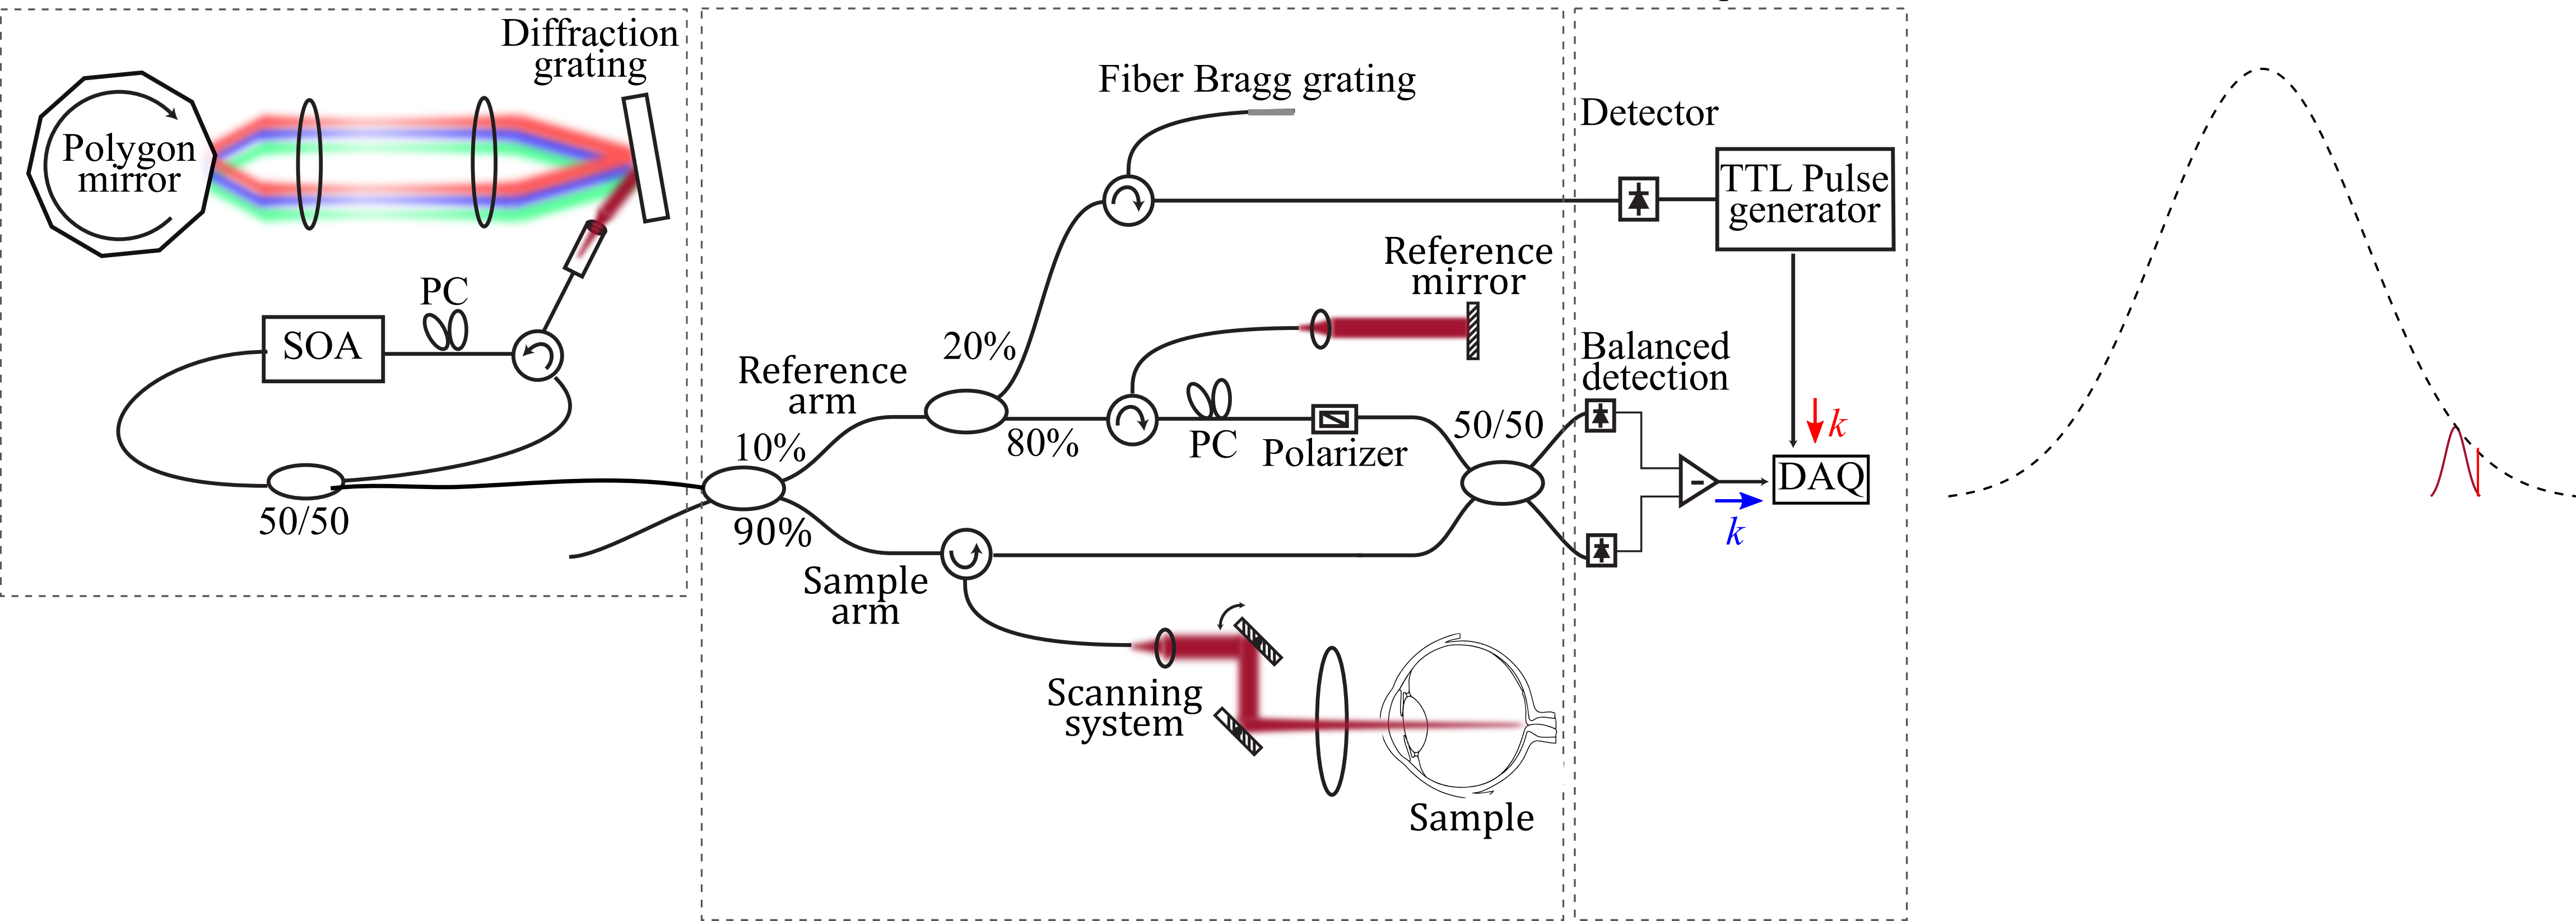 Diffraction
grating
Polygon
mirror
PC
SOA
50/50
Fiber Bragg grating
Reference
mirror
20%
Reference
arm
10%
80%
PC
Polarizer
50/50
90%
Sample
arm
Scanning
system
Sample
Detector
TTL Pulse
generator
Balanced
detection
k
-
DAQ
k